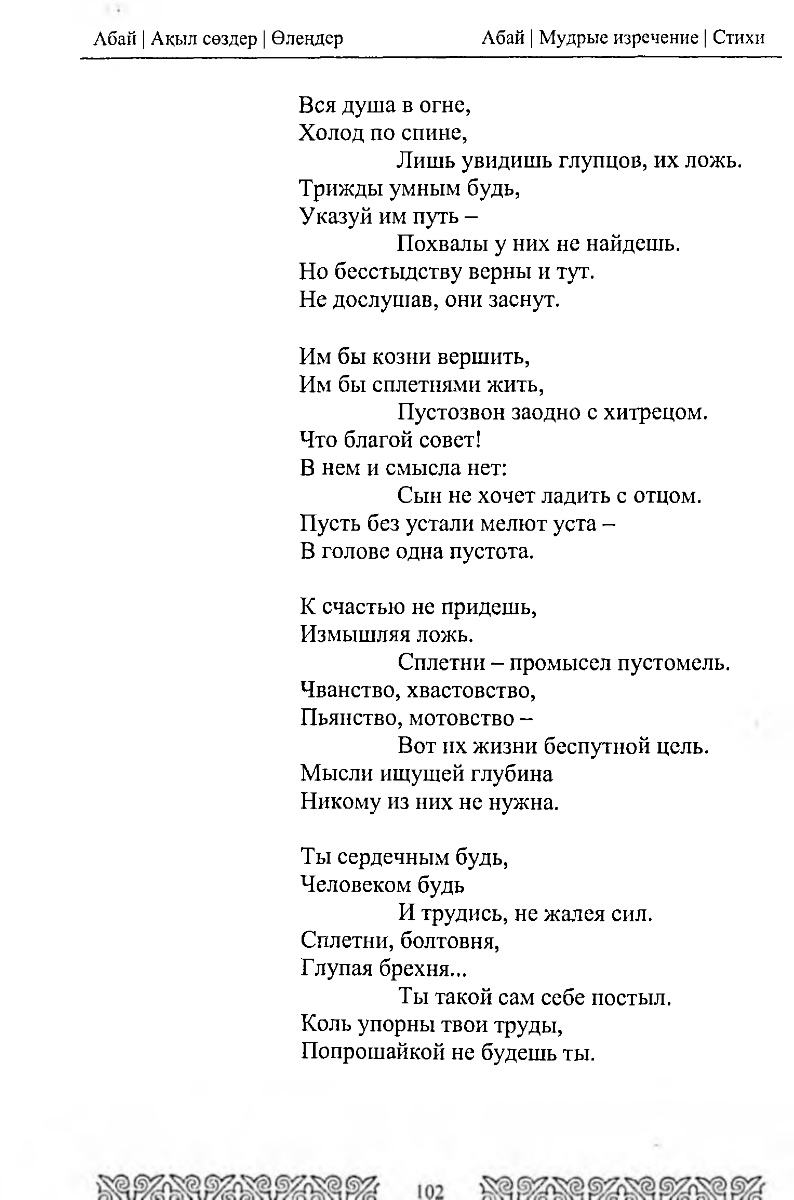 Абай | Ақыл сөздер | Өлеңдер Абай | Мудрые изречение | Стихи
Вся душа в огне,
Холод по спине,
Лишь увидишь глупцов, их ложь.
Трижды умным будь,
Указуй им путь –
Похвалы у них не найдешь.
Но бесстыдству верны и тут.
Не дослушав, они заснут.
Им бы козни вершить,
Им бы сплетнями жить,
Пустозвон заодно с хитрецом.
Что благой совет!
В нем и смысла нет:
Сын не хочет ладить с отцом.
Пусть без устали мелют уста –
В голове одна пустота.
К счастью не придешь,
Измышляя ложь.
Сплетни – промысел пустомель.
Чванство, хвастовство,
Пьянство, мотовство –
Вот их жизни беспутной цель.
Мысли ищущей глубина
Никому из них не нужна.
Ты сердечным будь,
Человеком будь
И трудись, не жалея сил.
Сплетни, болтовня,
Глупая брехня...
Ты такой сам себе постыл.
Коль упорны твои труды,
Попрошайкой не будешь ты.
102